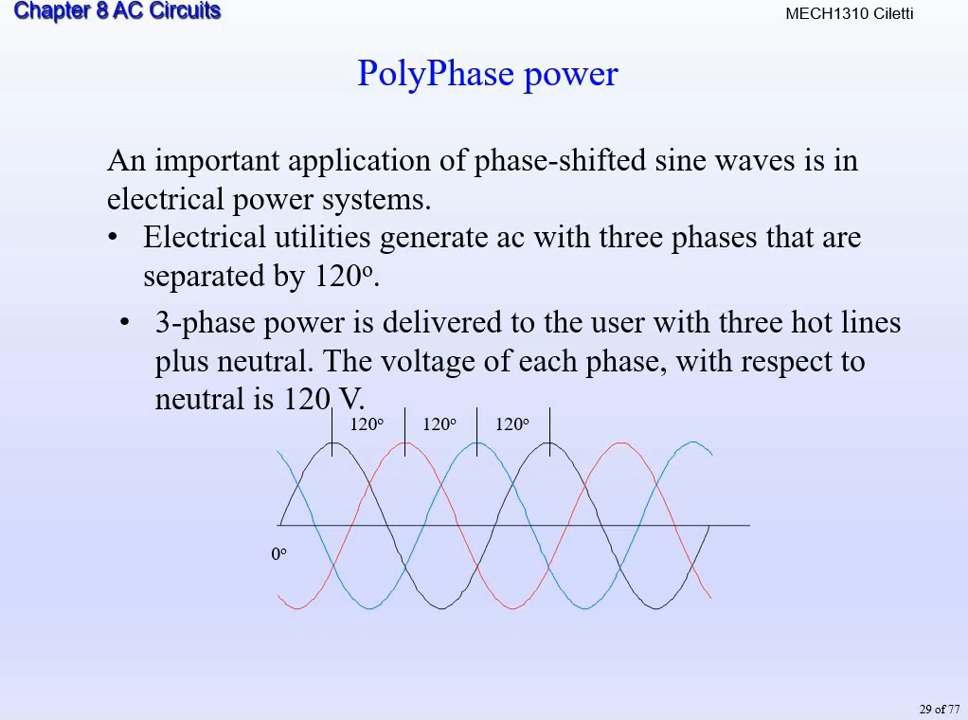 Chapter 8 AC Circuits
MECH1310 Ciletti
PolyPhase power
An important application of phase-shifted sine waves is in
electrical power systems.
• Electrical utilities generate ac with three phases that are
separated by 120º.
• 3-phase power is delivered to the user with three hot lines
plus neutral. The voltage of each phase, with respect to
neutral is 120 V.
120º 120º 120º
0º
29 of 77